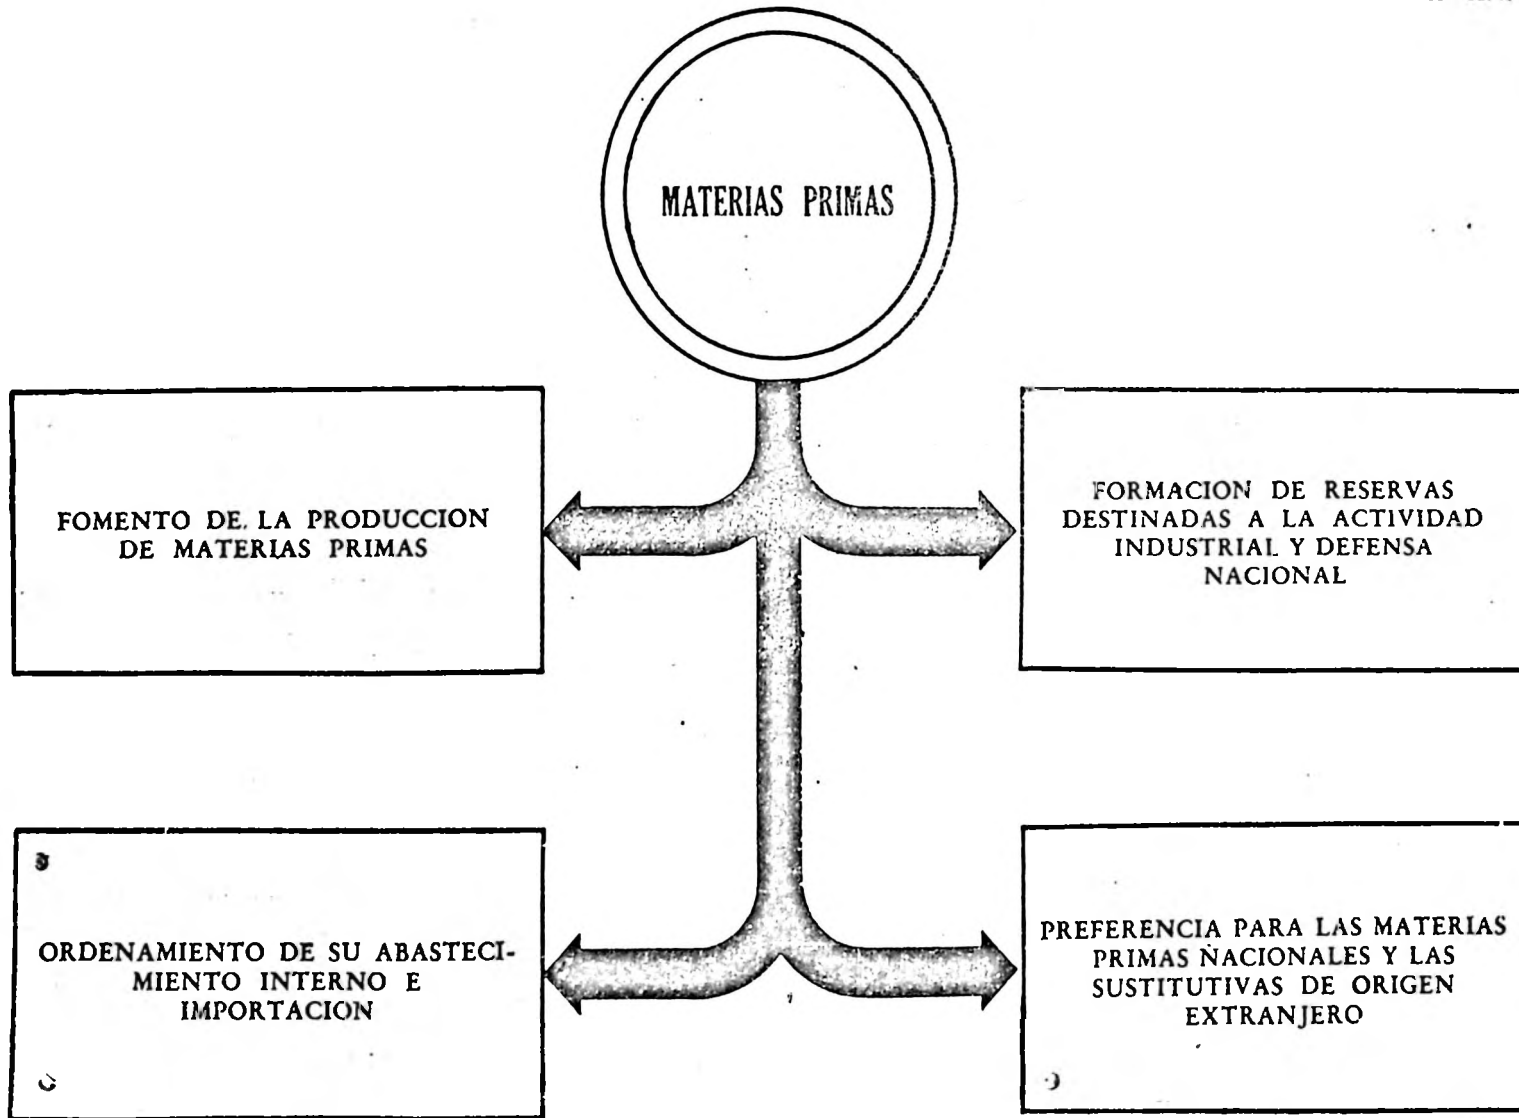 MATERIAS PRIMAS
FOMENTO DE LA PRODUCCION
DE MATERIAS PRIMAS
FORMACION DE RESERVAS
DESTINADAS A LA ACTIVIDAD
INDUSTRIAL Y DEFENSA
NACIONAL
ORDENAMIENTO DE SU ABASTECI-
MIENTO INTERNO E
IMPORTACION
PREFERENCIA PARA LAS MATERIAS
PRIMAS NACIONALES Y LAS
SUSTITUTIVAS DE ORIGEN
EXTRANJERO